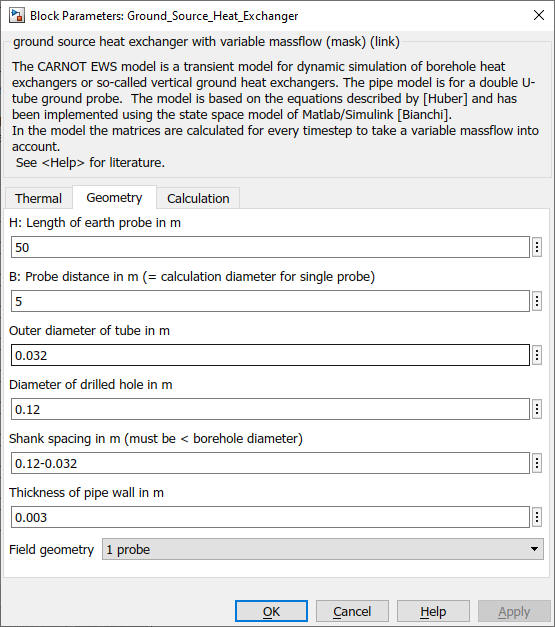 Block Parameters: Ground_Source_Heat_Exchanger
ground source heat exchanger with variable massflow (mask) (link)
The CARNOT EWS model is a transient model for dynamic simulation of borehole heat
exchangers or so-called vertical ground heat exchangers. The pipe model is for a double U-
tube ground probe.  The model is based on the equations described by [Huber] and has
been implemented using the state space model of Matlab/Simulink [Bianchi].
In the model the matrices are calculated for every timestep to take a variable massflow into
account.
See <Help> for literature.
Thermal Geometry Calculation
H: Length of earth probe in m
50
B: Probe distance in m (= calculation diameter for single probe)
5
Outer diameter of tube in m
0.032
Diameter of drilled hole in m
0.12
Shank spacing in m (must be < borehole diameter)
0.12-0.032
Thickness of pipe wall in m
0.003
Field geometry 1 probe
OK Cancel Help Apply